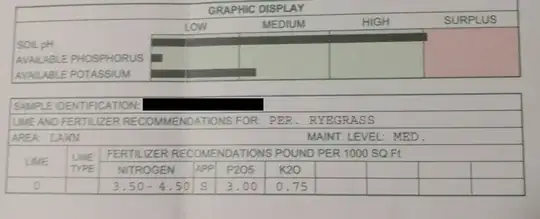 GRAPHIC DISPLAY
LOW MEDIUM HIGH SURPLUS
SOIL pH
AVAILABLE PHOSPHORUS
AVAILABLE POTASSIUM
SAMPLE IDENTIFICATION:
LIME AND FERTILIZER RECOMMENDATIONS FOR: PER. RYEGRASS
AREA: LAWN MAINT LEVEL: MED.
LIME LIME TYPE FERTILIZER RECOMENDATIONS POUND PER 1000 SQ Ft
NITROGEN APP P2O5 K2O
0 3.50 - 4.50 S 3.00 0.75